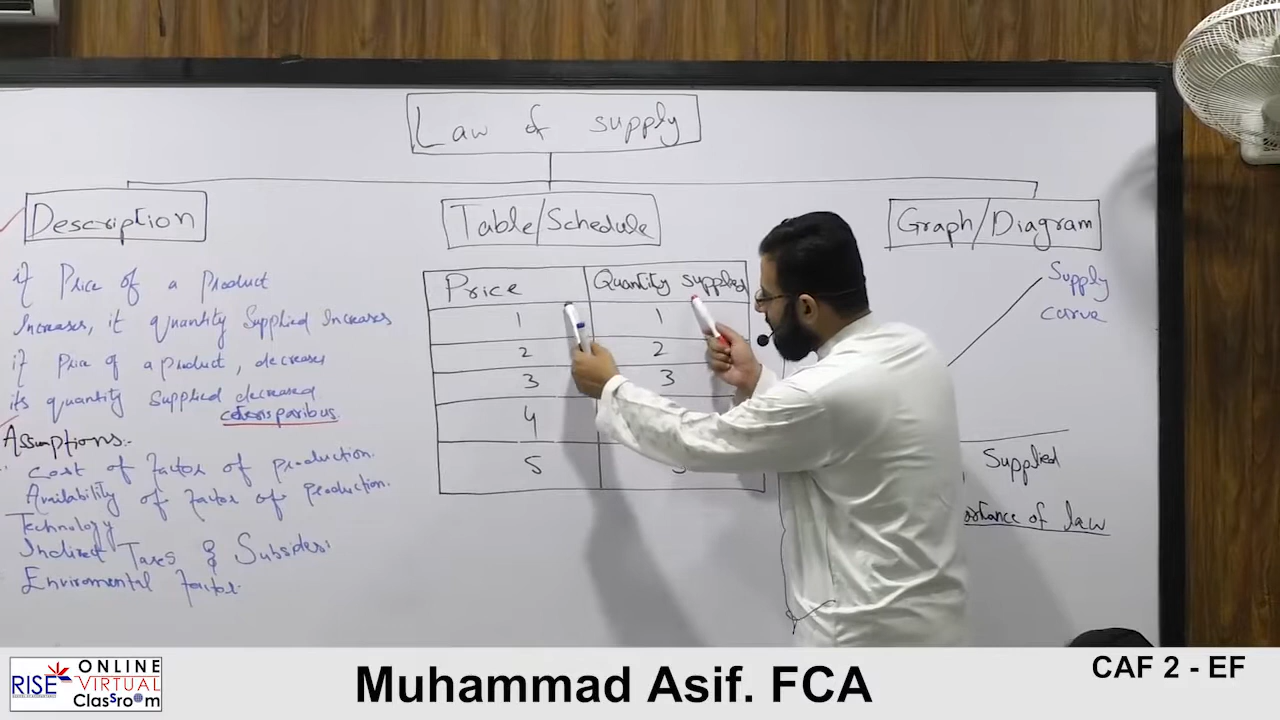 Law of supply
Description
if Price of a Product
Increases, it quantity Supplied Increases
if Price of a product, decreases
its quantity supplied decreased
ceteris paribus
Assumptions:-
Cost of factor of production.
Availability of factor of production.
Technology
Indirect Taxes & Subsidies:
Enviromental factor.
Table/Schedule
Price Quantity supplied
1 1
2 2
3 3
4
5
Graph/Diagram
Supply
curve
Supplied
of law
RISE ONLINE
VIRTUAL
Classroom
Muhammad Asif. FCA
CAF 2 - EF